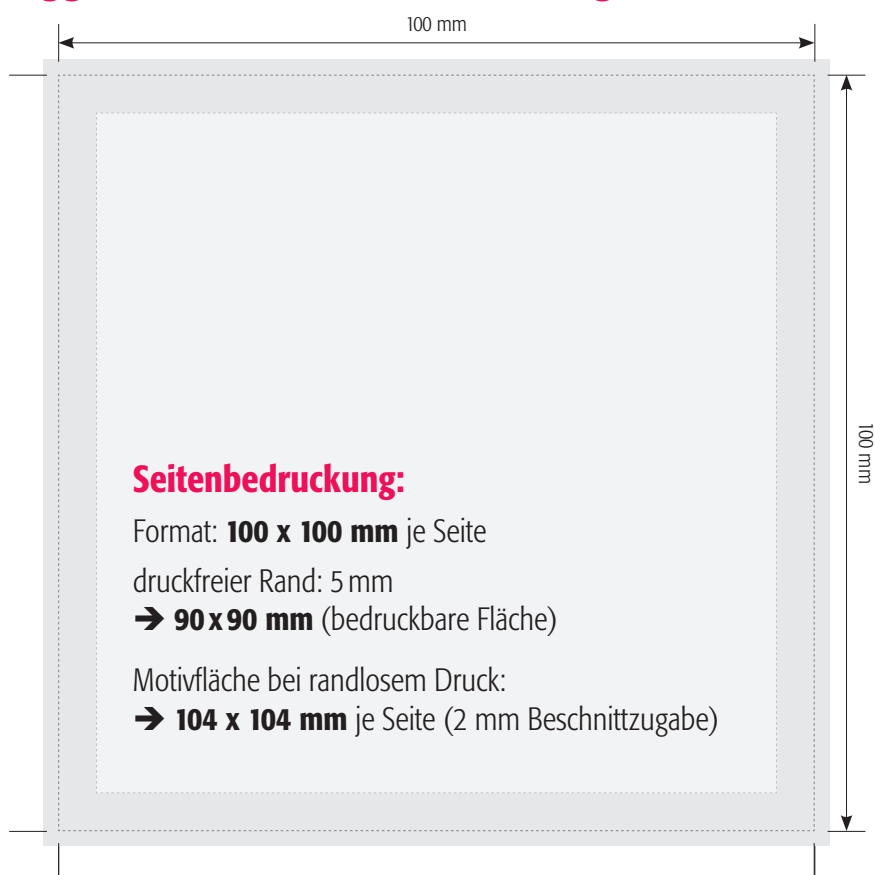 100 mm
100 mm
Seitenbedruckung:
Format: 100 x 100 mm je Seite
druckfreier Rand: 5 mm
➔ 90 x 90 mm (bedruckbare Fläche)
Motivfläche bei randlosem Druck:
➔ 104 x 104 mm je Seite (2 mm Beschnittzugabe)